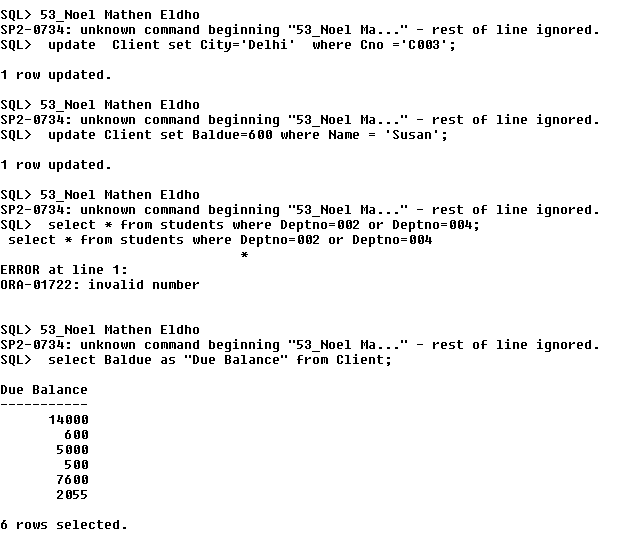 SQL> 53_Noel Mathen Eldho
SP2-0734: unknown command beginning "53_Noel Ma..." - rest of line ignored.
SQL>  update  Client set City='Delhi'  where Cno ='C003';
1 row updated.
SQL> 53_Noel Mathen Eldho
SP2-0734: unknown command beginning "53_Noel Ma..." - rest of line ignored.
SQL>  update Client set Baldue=600 where Name = 'Susan';
1 row updated.
SQL> 53_Noel Mathen Eldho
SP2-0734: unknown command beginning "53_Noel Ma..." - rest of line ignored.
SQL>  select * from students where Deptno=002 or Deptno=004;
 select * from students where Deptno=002 or Deptno=004
                              *
ERROR at line 1:
ORA-01722: invalid number
SQL> 53_Noel Mathen Eldho
SP2-0734: unknown command beginning "53_Noel Ma..." - rest of line ignored.
SQL>  select Baldue as "Due Balance" from Client;
Due Balance
-----------
      14000
        600
       5000
        500
       7600
       2055
6 rows selected.